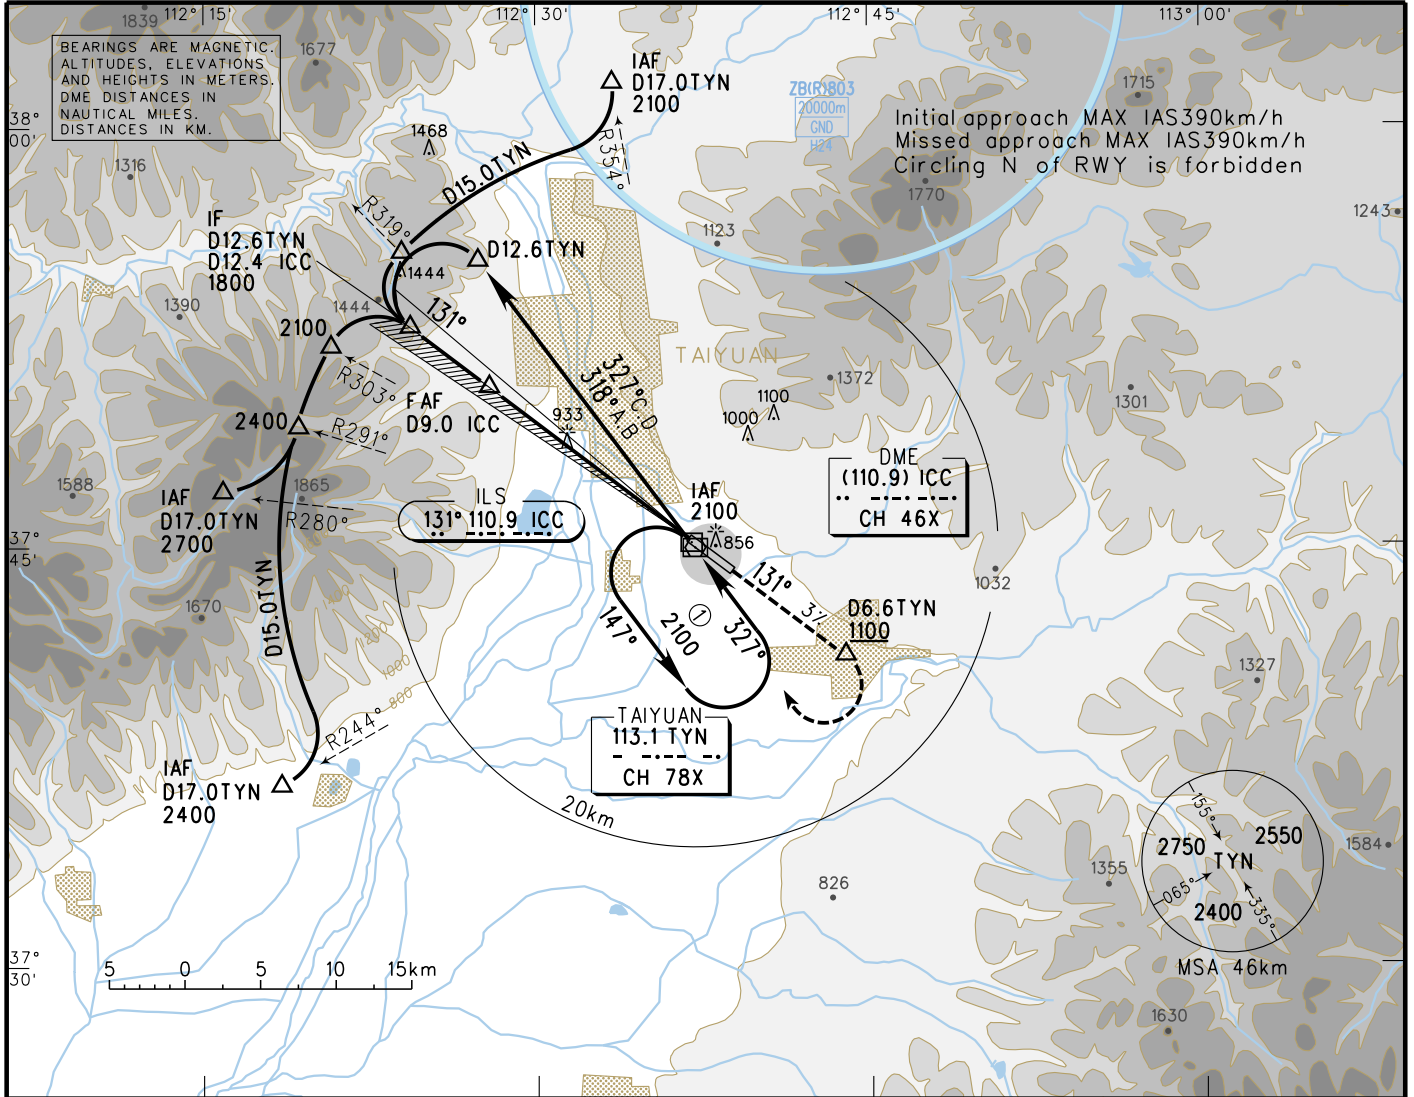 112° 15'
112° 30'
112° 45'
113° 00'
1839
1677
BEARINGS ARE MAGNETIC.
ALTITUDES, ELEVATIONS
AND HEIGHTS IN METERS.
DME DISTANCES IN
NAUTICAL MILES.
DISTANCES IN KM.
IAF
D17.0TYN
2100
ZB(R)803
20000m
GND
H24
1715
Initial approach MAX IAS390km/h
Missed approach MAX IAS390km/h
Circling N of RWY is forbidden
38°
00'
1468
1316
D15.0TYN
R354°
1770
1243
R319°
IF
D12.6TYN
D12.4 ICC
1800
D12.6TYN
1123
1444
1444
1390
131°
2100
TAIYUAN
R303°
327°C.D
318°A.B
1372
1301
FAF
D9.0 ICC
933
1100
1000
2400
R291°
DME
(110.9) ICC
CH 46X
1588
1865
IAF
D17.0TYN
2700
R280°
ILS
131° 110.9 ICC
IAF
2100
856
37°
45'
1032
131°
3%
D6.6TYN
1100
1670
D15.0TYN
1200
1000
800
147°
1
2100
327°
1327
R244°
TAIYUAN
113.1 TYN
CH 78X
IAF
D17.0TYN
2400
20km
155°
2750
TYN
2550
065°
2400
335°
MSA 46km
1584
1355
826
37°
30'
5 0 5 10 15km
1630